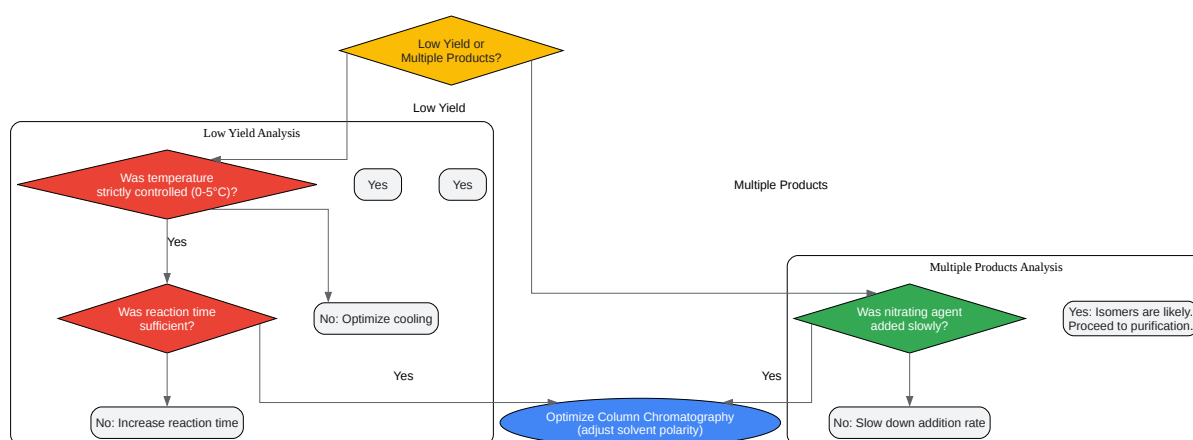 Low Yield or
Multiple Products?
Low Yield
Low Yield Analysis
Was temperature
strictly controlled (0-5°C)?
Yes
Yes
Multiple Products
Yes
Multiple Products Analysis
Was reaction time
sufficient?
No: Optimize cooling
Was nitrating agent
added slowly?
Yes: Isomers are likely.
Proceed to purification.
Yes
Yes
No: Increase reaction time
Optimize Column Chromatography
(adjust solvent polarity)
No: Slow down addition rate